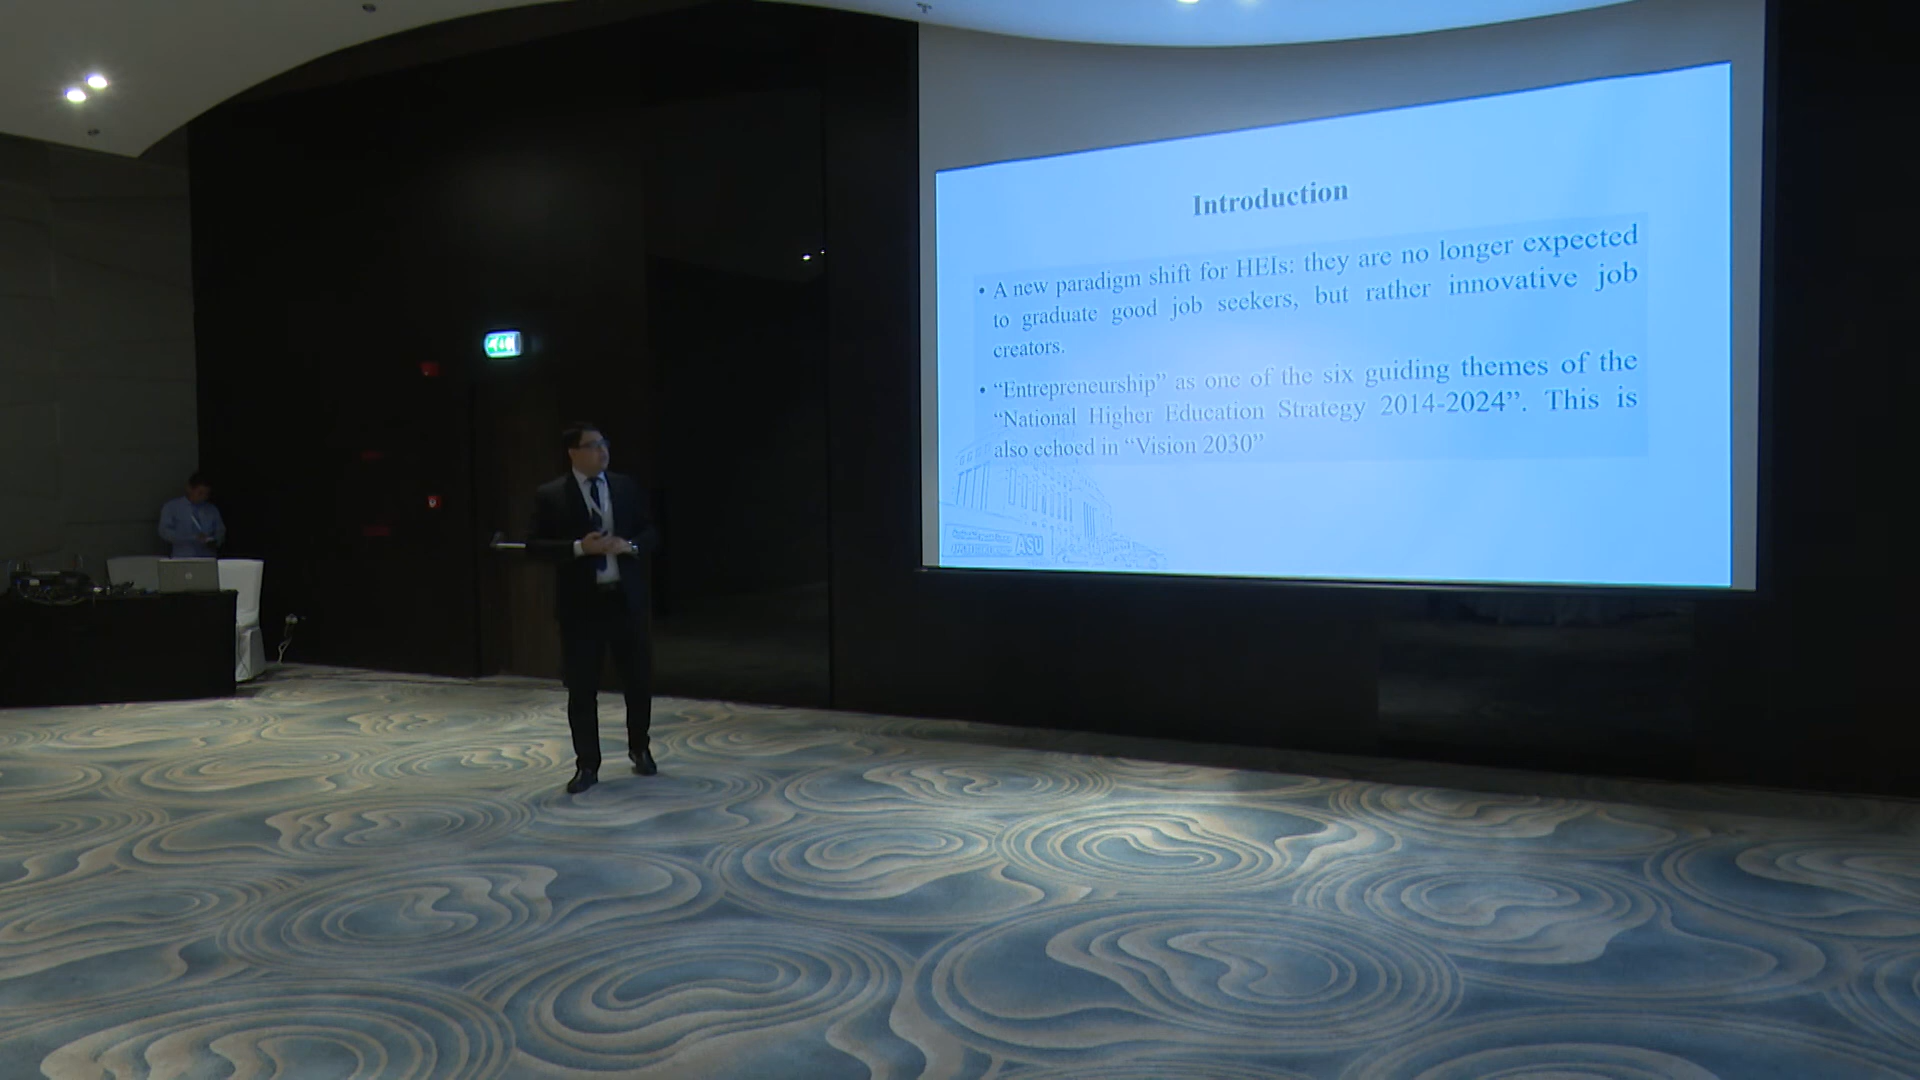 Introduction
• A new paradigm shift for HEIs: they are no longer expected
to graduate good job seekers, but rather innovative job
creators.
• “Entrepreneurship” as one of the six guiding themes of the
“National Higher Education Strategy 2014-2024”. This is
also echoed in “Vision 2030”
ASU